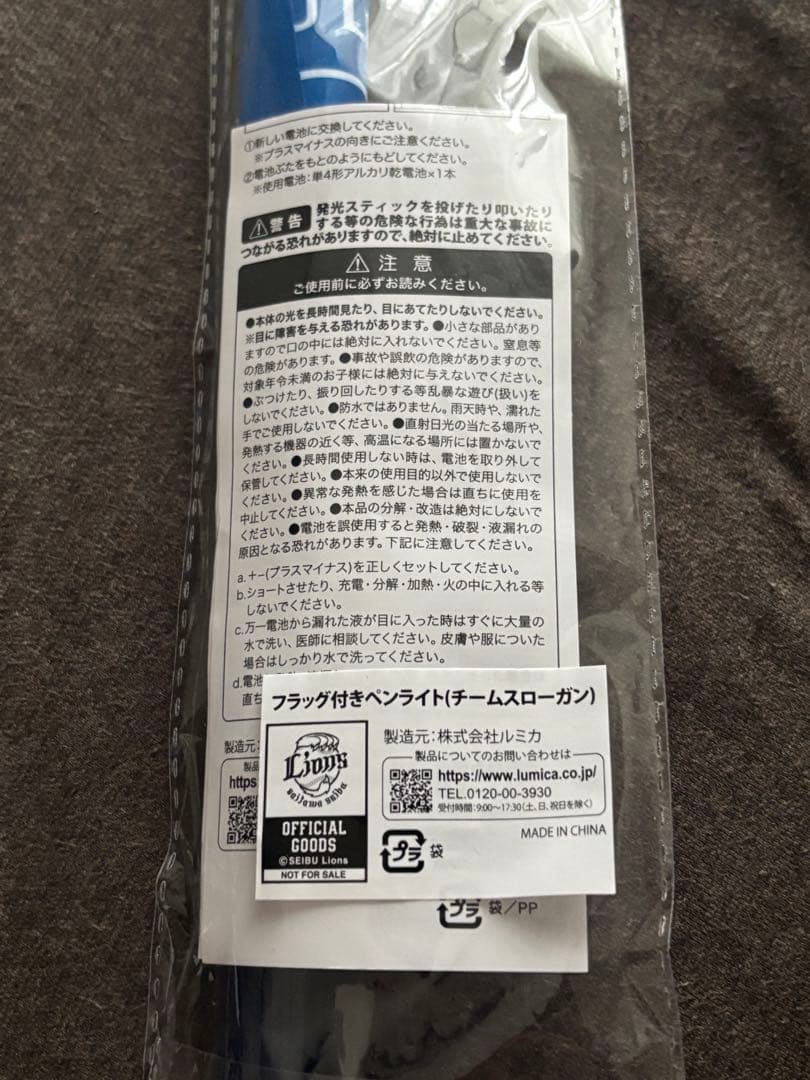 ①新しい電池に交換してください。
※プラスマイナスの向きにご注意ください。
②電池ぶたをもとのようにもどしてください。
※使用電池:単4形アルカリ乾電池×1本
警告
発光スティックを投げたり叩いたり
する等の危険な行為は重大な事故に
つながる恐れがありますので、絶対に止めてください。
注意
ご使用前に必ずお読みください。
●本体の光を長時間見たり、目にあてたりしないでください。
※目に障害を与える恐れがあります。●小さな部品があり
ますので口の中には絶対に入れないでください。窒息等
の危険があります。●事故や誤飲の危険がありますので、
対象年令未満のお子様には絶対に与えないでください。
●ぶつけたり、振り回したりする等乱暴な遊び(扱い)を
しないでください。●防水ではありません。雨天時や、濡れた
手でご使用しないでください。●直射日光の当たる場所や、
発熱する機器の近く等、高温になる場所には置かないで
ください。●長時間使用しない時は、電池を取り外して
保管してください。●本来の使用目的以外で使用しないで
ください。●異常な発熱を感じた場合は直ちに使用を
中止してください。●本品の分解・改造は絶対にしないで
ください。●電池を誤使用すると発熱・破裂・液漏れの
原因となる恐れがあります。下記に注意してください。
a.+−(プラスマイナス)を正しくセットしてください。
b.ショートさせたり、充電・分解・加熱・火の中に入れる等
しないでください。
c.万一電池から漏れた液が目に入った時はすぐに大量の
水で洗い、医師に相談してください。皮膚や服についた
場合はしっかり水で洗ってください。
d.電池
直ち
フラッグ付きペンライト(チームスローガン)
製造元:株式会社ルミカ
製品についてのお問い合わせは
https://www.lumica.co.jp/
TEL.0120-00-3930
受付時間:9:00〜17:30(土、日、祝日を除く)
MADE IN CHINA
プラ 袋
Lions
saitama seibu
OFFICIAL
GOODS
©SEIBU Lions
NOT FOR SALE
製造元:
製品
https
プラ 袋/PP